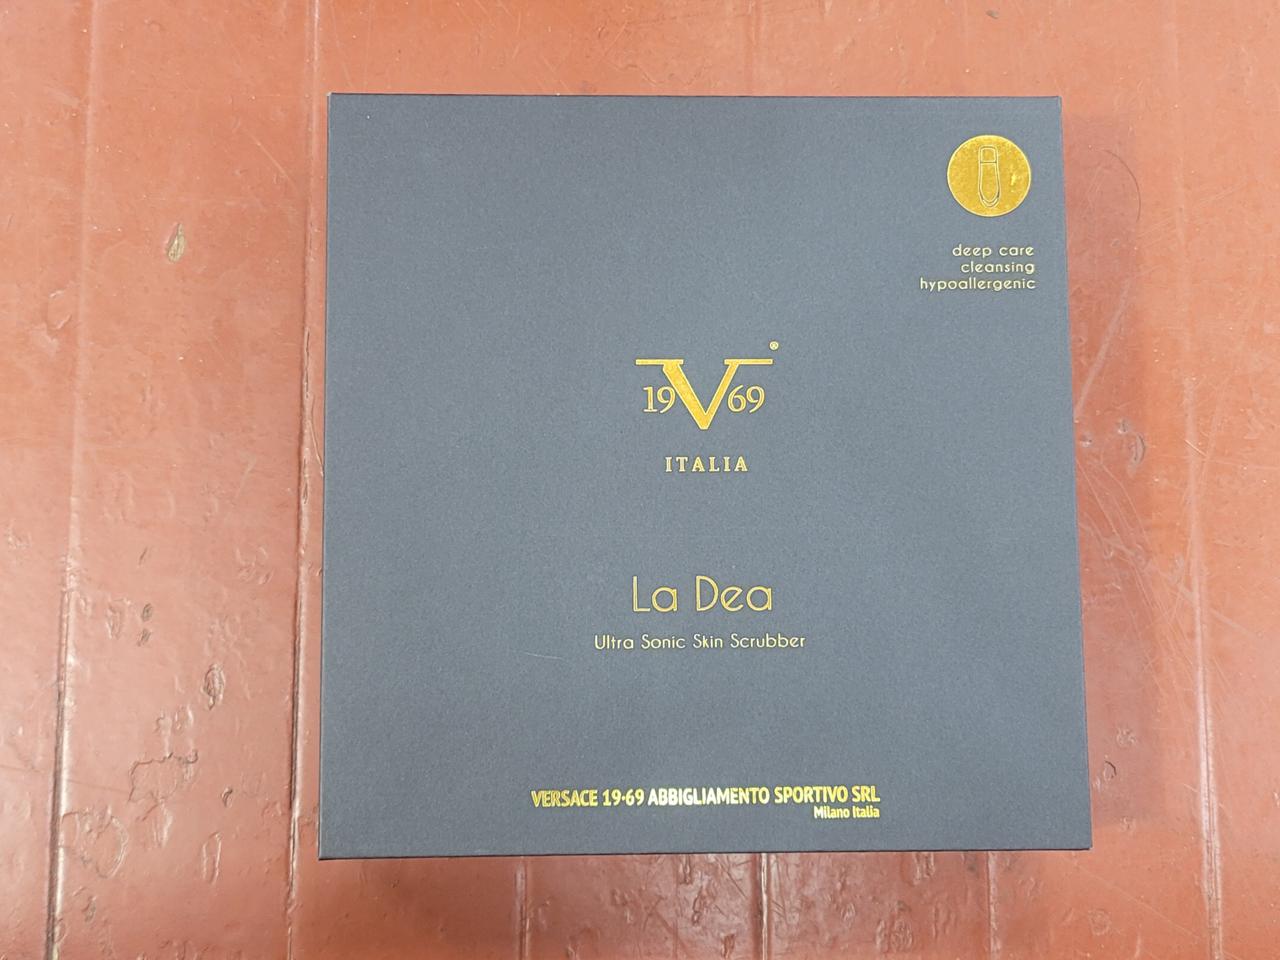 deep care
cleansing
hypoallergenic
19V69®
ITALIA
La Dea
Ultra Sonic Skin Scrubber
VERSACE 19·69 ABBIGLIAMENTO SPORTIVO SRL
Milano Italia